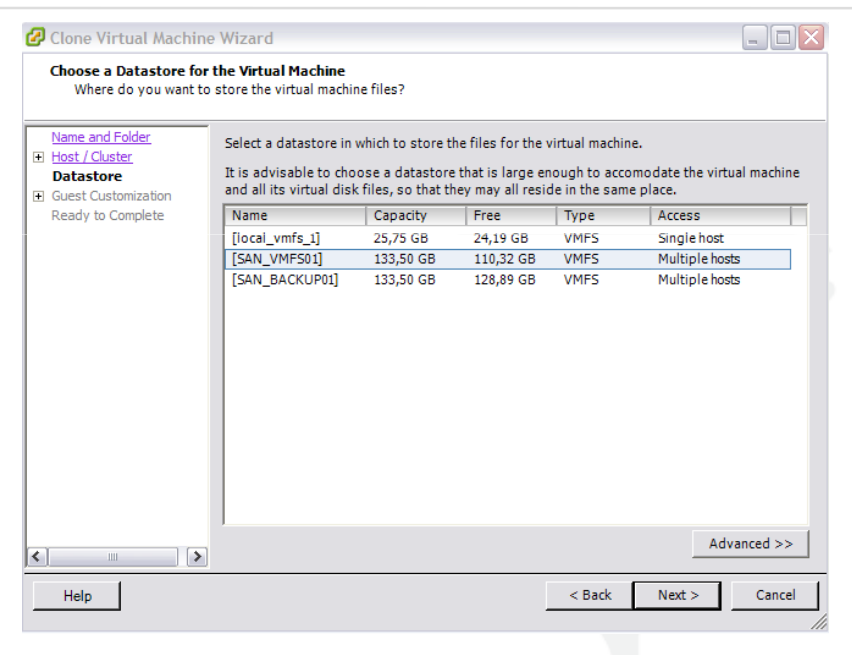 Clone Virtual Machine Wizard
Choose a Datastore for the Virtual Machine
Where do you want to store the virtual machine files?
Name and Folder
Host / Cluster
Datastore
Guest Customization
Ready to Complete
Select a datastore in which to store the files for the virtual machine.
It is advisable to choose a datastore that is large enough to accomodate the virtual machine
and all its virtual disk files, so that they may all reside in the same place.
Name Capacity Free Type Access
[local_vmfs_1] 25,75 GB 24,19 GB VMFS Single host
[SAN_VMFS01] 133,50 GB 110,32 GB VMFS Multiple hosts
[SAN_BACKUP01] 133,50 GB 128,89 GB VMFS Multiple hosts
Advanced >>
Help < Back Next > Cancel